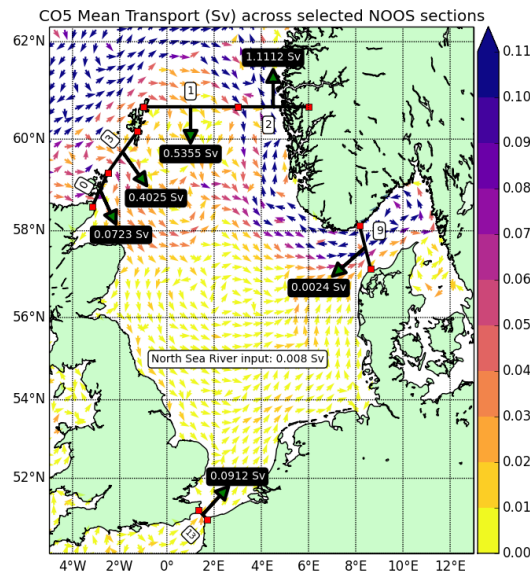 CO5 Mean Transport (Sv) across selected NOOS sections
62°N
60°N
58°N
56°N
54°N
52°N
4°W
2°W
0°
2°E
4°E
6°E
8°E
10°E
12°E
1.1112 Sv
1
2
0.5355 Sv
3
0.4025 Sv
0
0.0723 Sv
9
0.0024 Sv
North Sea River input: 0.008 Sv
0.0912 Sv
13
0.11
0.10
0.09
0.08
0.07
0.06
0.05
0.04
0.03
0.02
0.01
0.00